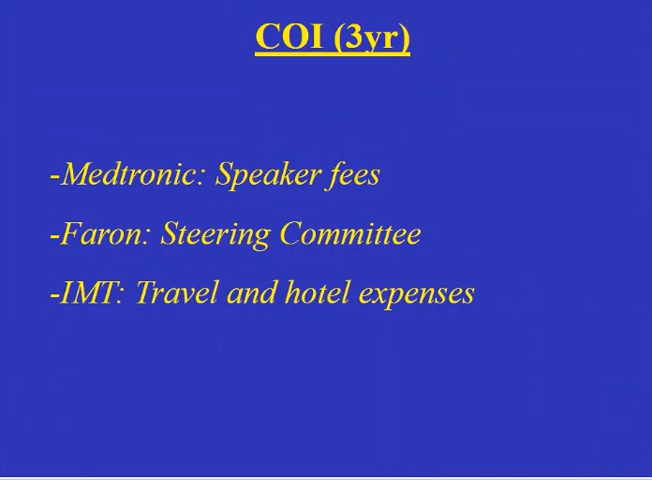 COI (3yr)
-Medtronic: Speaker fees
-Faron: Steering Committee
-IMT: Travel and hotel expenses